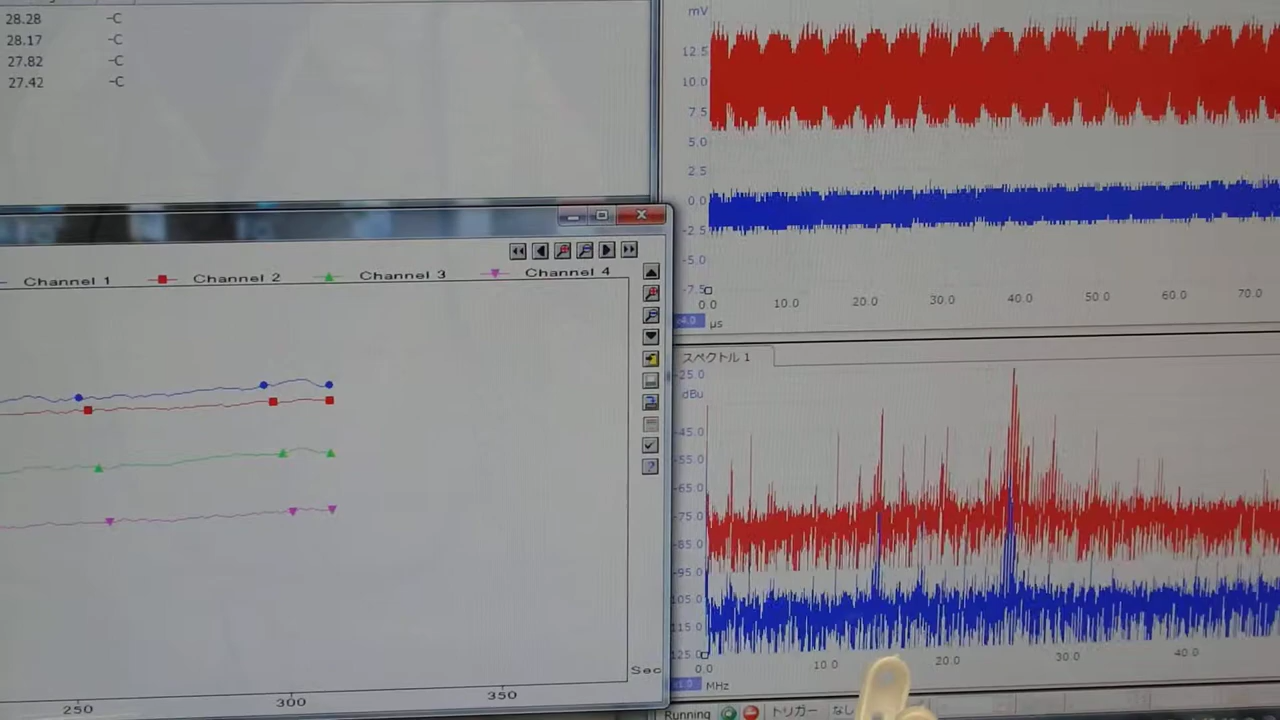 28.28 -C
28.17 -C
27.82 -C
27.42 -C
Channel 1 Channel 2 Channel 3 Channel 4
250 300 350 Sec
mV
12.5
10.0
7.5
5.0
2.5
0.0
-2.5
-5.0
-7.5
0.0 10.0 20.0 30.0 40.0 50.0 60.0 70.0
x4.0 µs
スペクトル 1
-25.0
dBu
-45.0
-55.0
-65.0
-75.0
-85.0
-95.0
-105.0
-115.0
-125.0
0.0 10.0 20.0 30.0 40.0
x1.0 MHz
Running トリガー なし